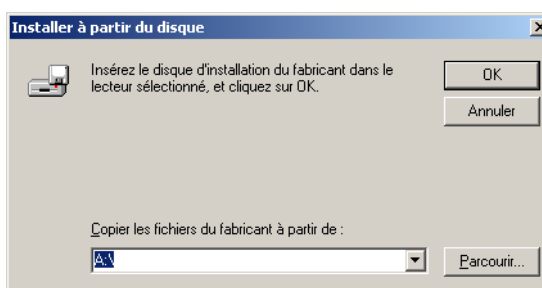 Installer à partir du disque
Insérez le disque d'installation du fabricant dans le
lecteur sélectionné, et cliquez sur OK.
OK
Annuler
Copier les fichiers du fabricant à partir de :
A:\
Parcourir...